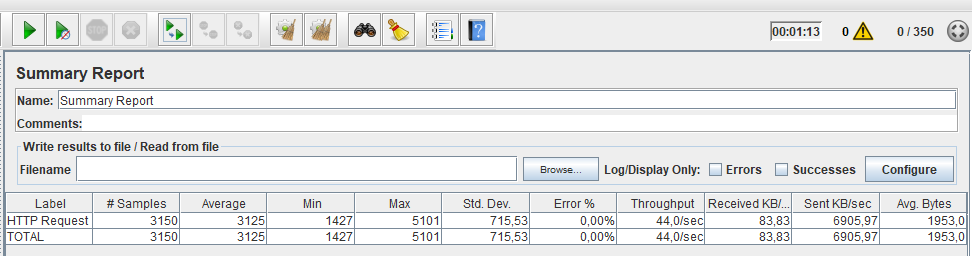 STOP
00:01:13 0 0 / 350
Summary Report
Name: Summary Report
Comments:
Write results to file / Read from file
Filename Browse... Log/Display Only: Errors Successes Configure
Label # Samples Average Min Max Std. Dev. Error % Throughput Received KB/... Sent KB/sec Avg. Bytes
HTTP Request 3150 3125 1427 5101 715,53 0,00% 44,0/sec 83,83 6905,97 1953,0
TOTAL 3150 3125 1427 5101 715,53 0,00% 44,0/sec 83,83 6905,97 1953,0